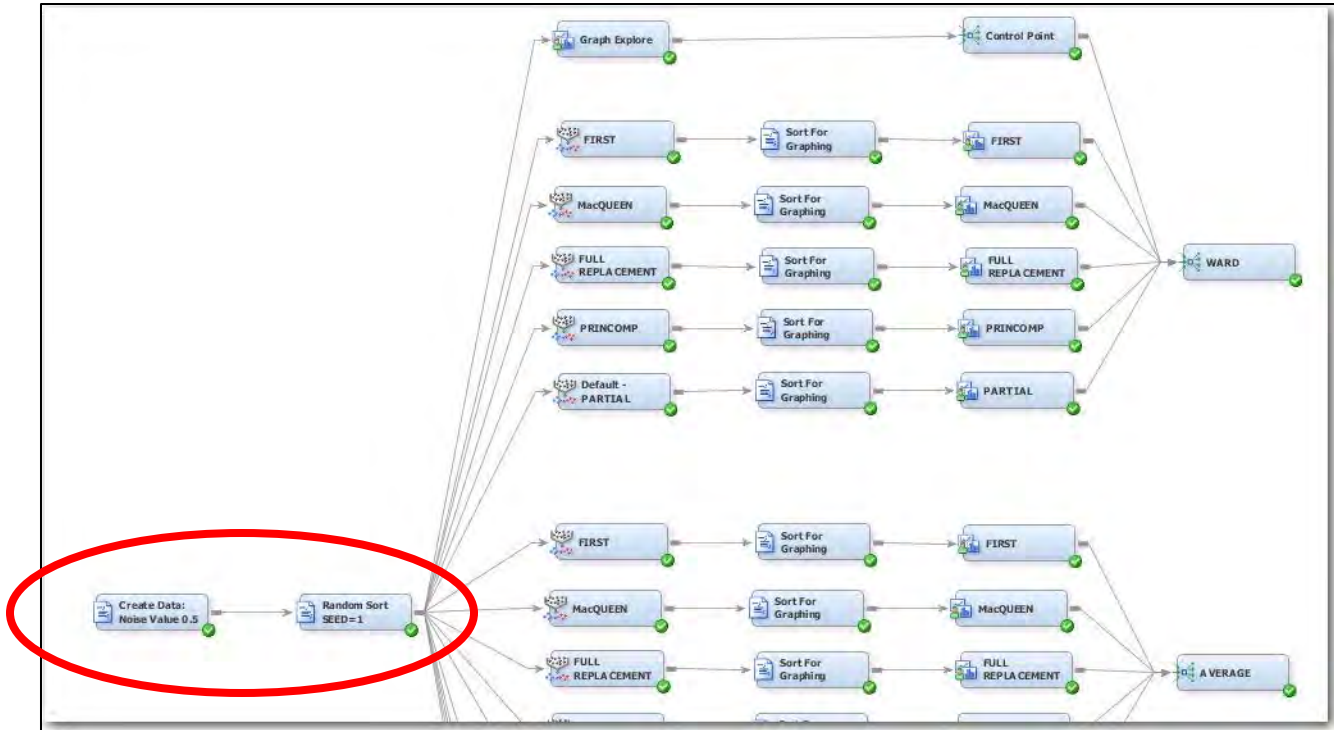 Graph Explore
Control Point
FIRST
Sort For
Graphing
FIRST
MacQUEEN
Sort For
Graphing
MacQUEEN
FULL
REPLACEMENT
Sort For
Graphing
FULL
REPLACEMENT
WARD
PRINCOMP
Sort For
Graphing
PRINCOMP
Default -
PARTIAL
Sort For
Graphing
PARTIAL
FIRST
Sort For
Graphing
FIRST
Create Data:
Noise Value 0.5
Random Sort
SEED=1
MacQUEEN
Sort For
Graphing
MacQUEEN
FULL
REPLACEMENT
Sort For
Graphing
FULL
REPLACEMENT
AVERAGE